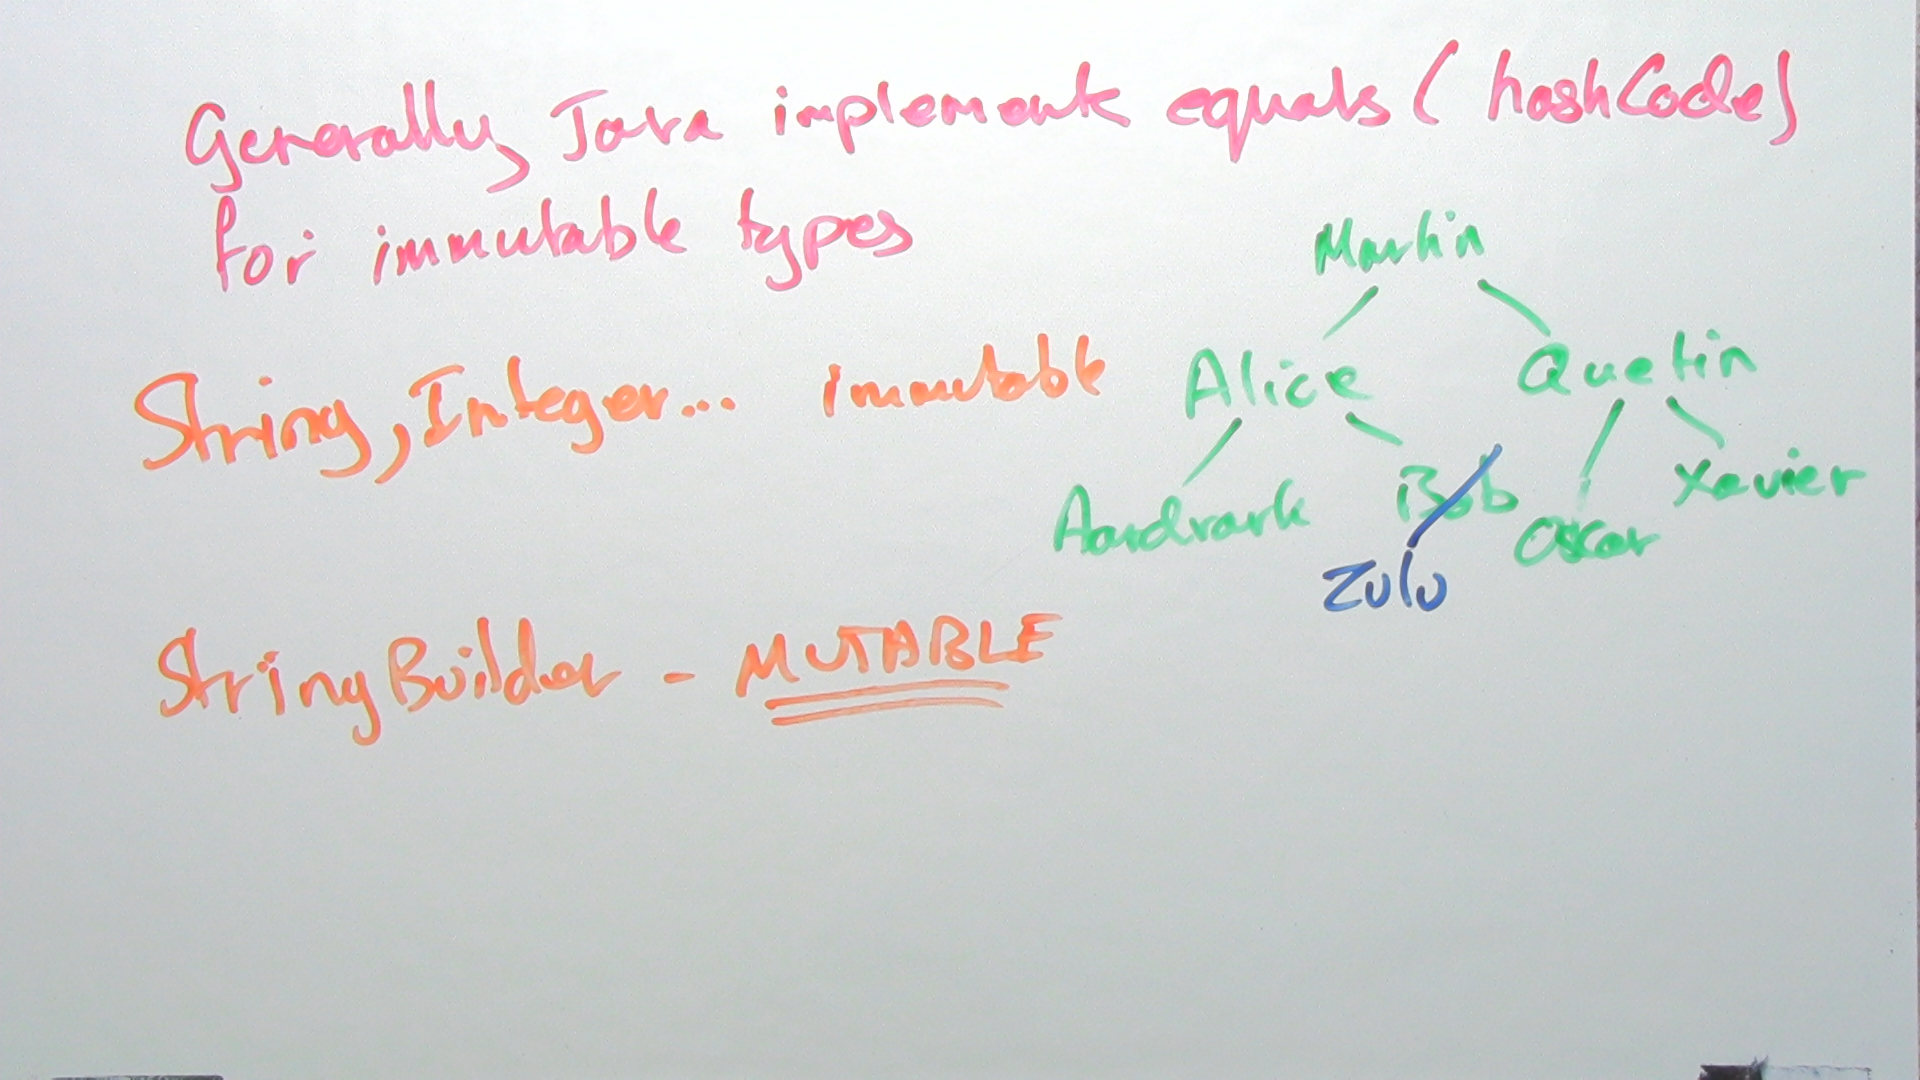 Generally Java implements equals (hashCode)
for immutable types
Martin
String, Integer... immutable
Alice Quetin
Aardvark Bob Oscar Xavier
Zulu
StringBuilder - MUTABLE